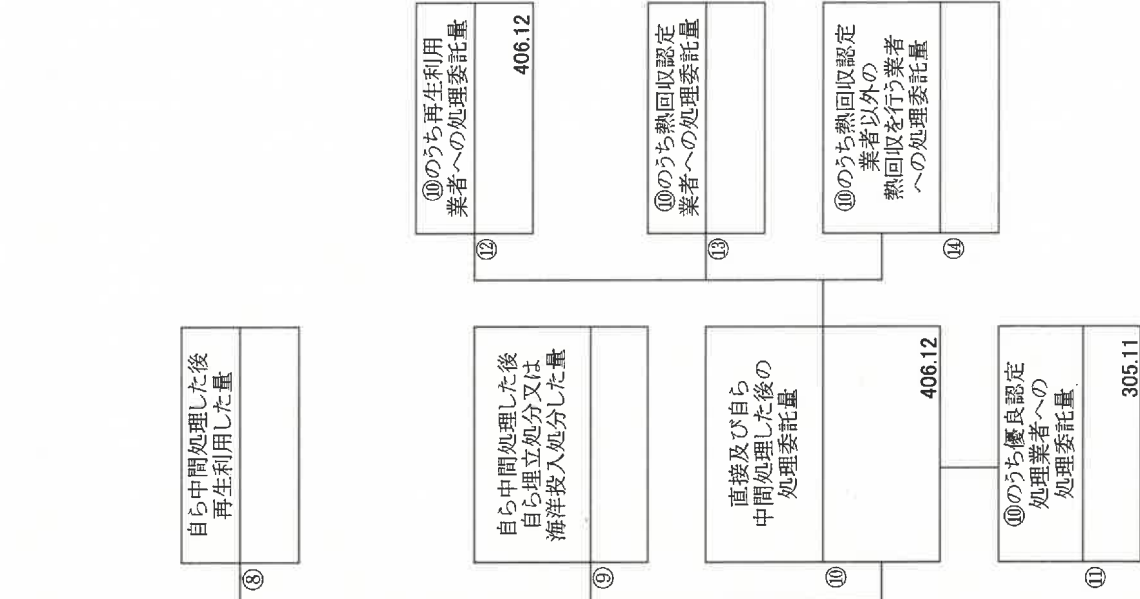 ⑧
自ら中間処理した後
再生利用した量
⑨
自ら中間処理した後
自ら埋立処分又は
海洋投入処分した量
⑩
直接及び自ら
中間処理した後の
処理委託量
406.12
⑪
⑩のうち優良認定
処理業者への
処理委託量
305.11
⑫
⑩のうち再生利用
業者への処理委託量
406.12
⑬
⑩のうち熱回収認定
業者への処理委託量
⑭
⑩のうち熱回収認定
業者以外の
熱回収を行う業者
への処理委託量